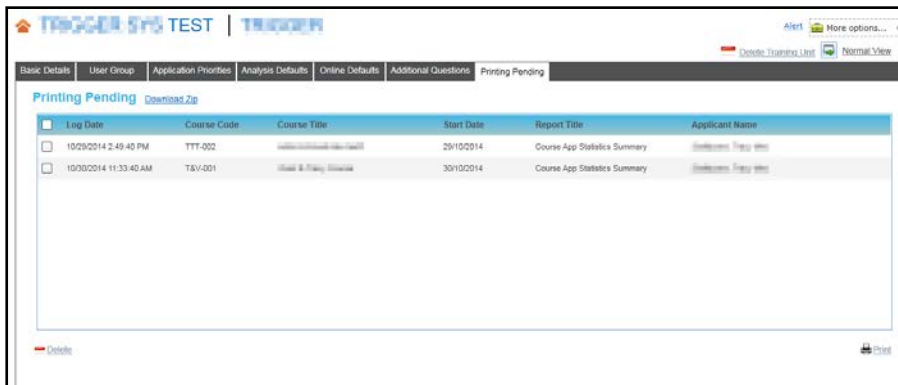 TEST
Alert More options...
Delete Training Unit Normal View
Basic Details User Group Application Priorities Analysis Defaults Online Defaults Additional Questions Printing Pending
Printing Pending Download Zip
Log Date Course Code Course Title Start Date Report Title Applicant Name
10/29/2014 2:49:40 PM TTT-002 29/10/2014 Course App Statistics Summary
10/30/2014 11:33:40 AM T&V-001 30/10/2014 Course App Statistics Summary
Delete Print